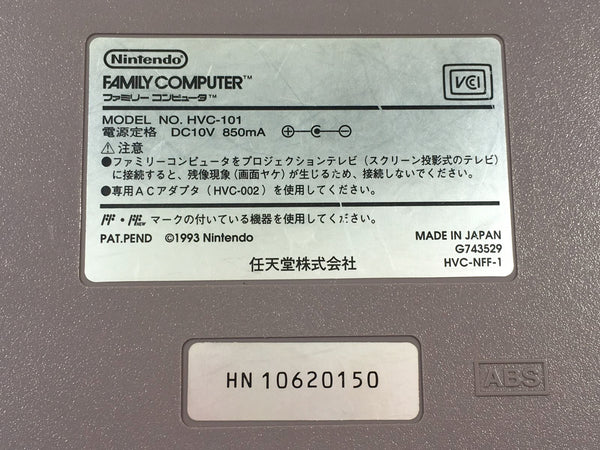 Nintendo
FAMILY COMPUTER™
ファミリー コンピュータ™
VCI
MODEL NO. HVC-101
電源定格 DC10V 850mA
注意
●ファミリーコンピュータをプロジェクションテレビ（スクリーン投影式のテレビ）
に接続すると、残像現象（画面ヤケ）が生じるため、接続しないでください。
●専用ACアダプタ（HVC-002）を使用してください。
FF・FF NEW マークの付いている機器を使用してください。
PAT.PEND ©1993 Nintendo
MADE IN JAPAN
G743529
HVC-NFF-1
任天堂株式会社
HN 10620150
ABS